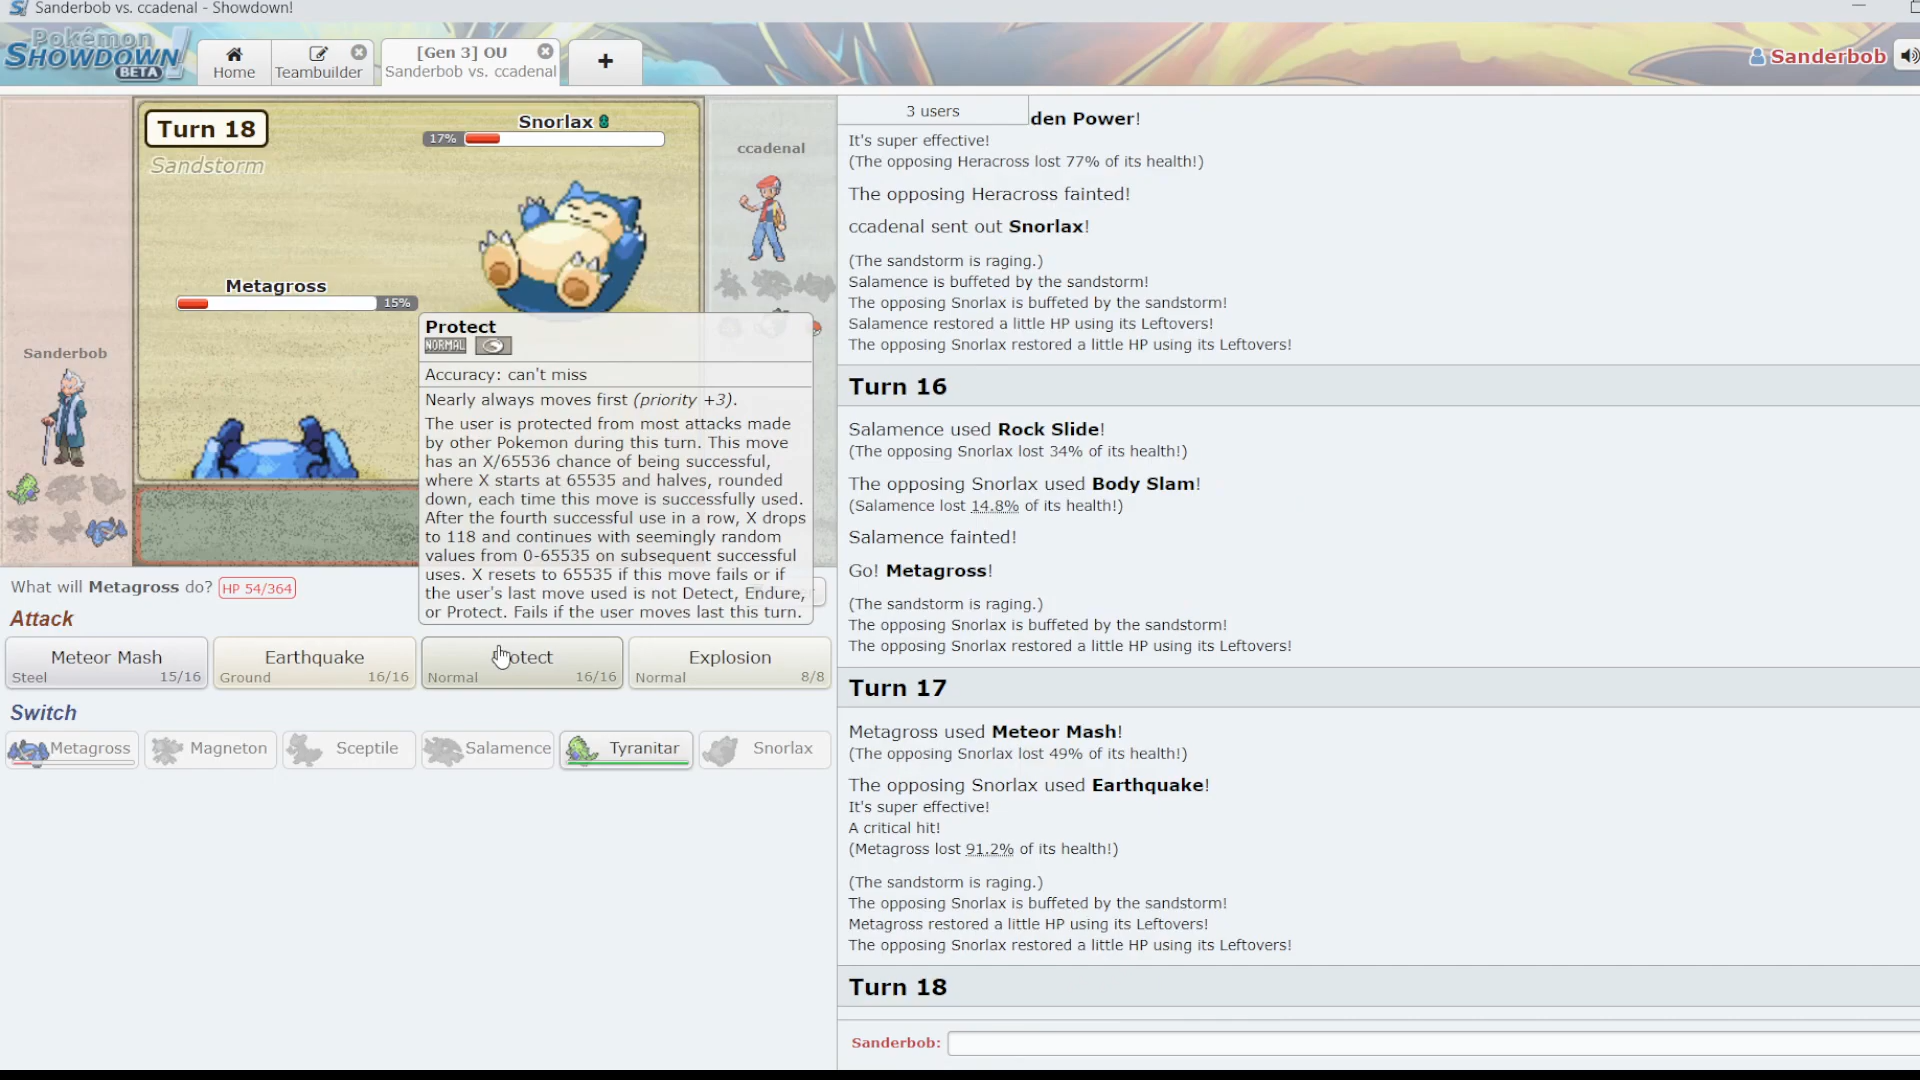 Sanderbob vs. ccadenal - Showdown!
Pokémon
SHOWDOWN!
BETA
Home
Teambuilder
[Gen 3] OU
Sanderbob vs. ccadenal
+
Sanderbob
Turn 18
Sandstorm
Snorlax
17%
Metagross
15%
Sanderbob
ccadenal
Protect
NORMAL
Accuracy: can't miss
Nearly always moves first (priority +3).
The user is protected from most attacks made
by other Pokemon during this turn. This move
has an X/65536 chance of being successful,
where X starts at 65535 and halves, rounded
down, each time this move is successfully used.
After the fourth successful use in a row, X drops
to 118 and continues with seemingly random
values from 0-65535 on subsequent successful
uses. X resets to 65535 if this move fails or if
the user's last move used is not Detect, Endure,
or Protect. Fails if the user moves last this turn.
What will Metagross do? HP 54/364
Attack
Meteor Mash
Steel 15/16
Earthquake
Ground 16/16
otect
Normal 16/16
Explosion
Normal 8/8
Switch
Metagross
Magneton
Sceptile
Salamence
Tyranitar
Snorlax
3 users
den Power!
It's super effective!
(The opposing Heracross lost 77% of its health!)
The opposing Heracross fainted!
ccadenal sent out Snorlax!
(The sandstorm is raging.)
Salamence is buffeted by the sandstorm!
The opposing Snorlax is buffeted by the sandstorm!
Salamence restored a little HP using its Leftovers!
The opposing Snorlax restored a little HP using its Leftovers!
Turn 16
Salamence used Rock Slide!
(The opposing Snorlax lost 34% of its health!)
The opposing Snorlax used Body Slam!
(Salamence lost 14.8% of its health!)
Salamence fainted!
Go! Metagross!
(The sandstorm is raging.)
The opposing Snorlax is buffeted by the sandstorm!
The opposing Snorlax restored a little HP using its Leftovers!
Turn 17
Metagross used Meteor Mash!
(The opposing Snorlax lost 49% of its health!)
The opposing Snorlax used Earthquake!
It's super effective!
A critical hit!
(Metagross lost 91.2% of its health!)
(The sandstorm is raging.)
The opposing Snorlax is buffeted by the sandstorm!
Metagross restored a little HP using its Leftovers!
The opposing Snorlax restored a little HP using its Leftovers!
Turn 18
Sanderbob: